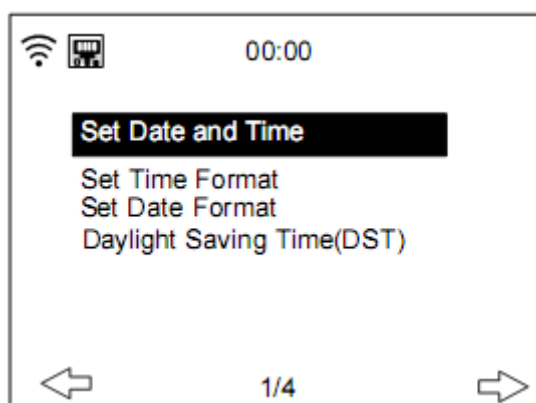 00:00
Set Date and Time
Set Time Format
Set Date Format
Daylight Saving Time(DST)
1/4